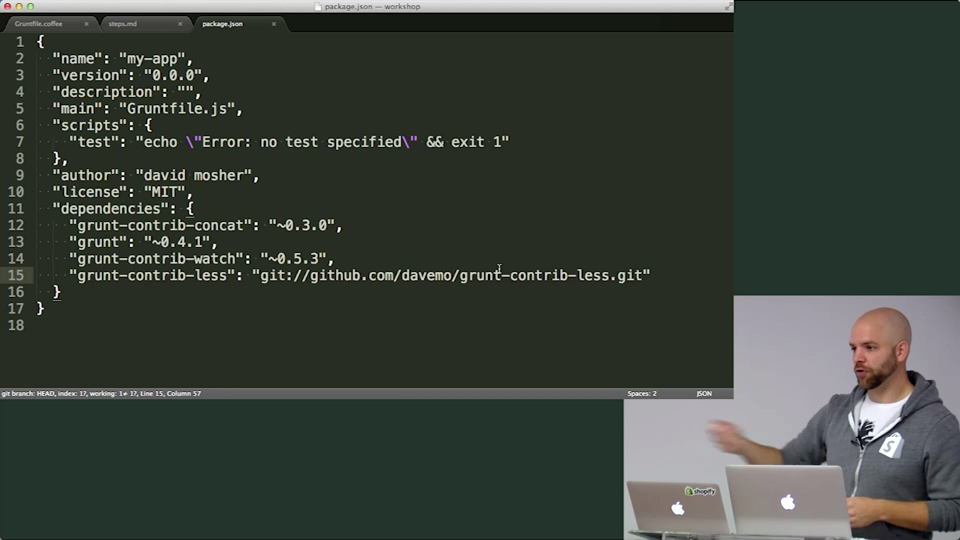 package.json — workshop
Gruntfile.coffee
steps.md
package.json
1 {
2 "name": "my-app",
3 "version": "0.0.0",
4 "description": "",
5 "main": "Gruntfile.js",
6 "scripts": {
7 "test": "echo \"Error: no test specified\" && exit 1"
8 },
9 "author": "david mosher",
10 "license": "MIT",
11 "dependencies": {
12 "grunt-contrib-concat": "~0.3.0",
13 "grunt": "~0.4.1",
14 "grunt-contrib-watch": "~0.5.3",
15 "grunt-contrib-less": "git://github.com/davemo/grunt-contrib-less.git"
16 }
17 }
18
git branch: HEAD, index: 1?, working: 1≠ 1?, Line 15, Column 57
Spaces: 2
JSON
shopify